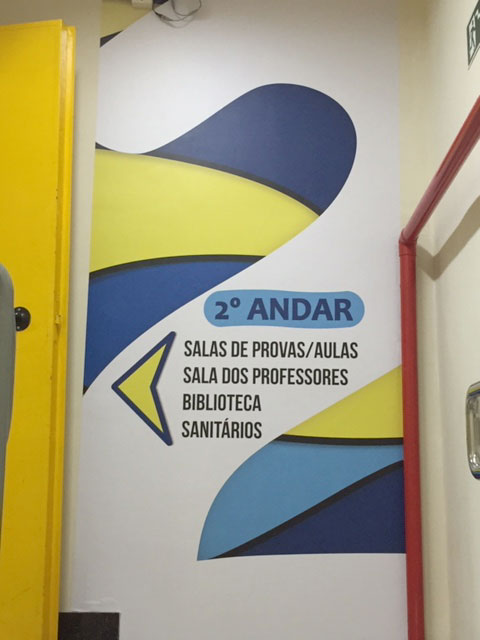 2º ANDAR
SALAS DE PROVAS/AULAS
SALA DOS PROFESSORES
BIBLIOTECA
SANITÁRIOS